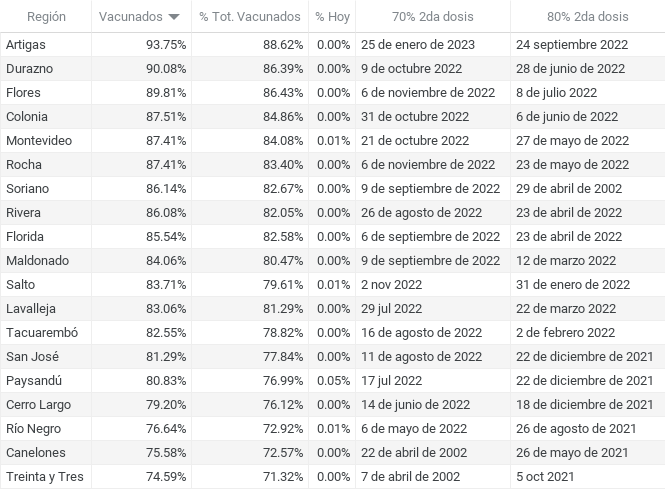 Región Vacunados % Tot. Vacunados % Hoy 70% 2da dosis 80% 2da dosis
Artigas 93.75% 88.62% 0.00% 25 de enero de 2023 24 septiembre 2022
Durazno 90.08% 86.39% 0.00% 9 de octubre 2022 28 de junio de 2022
Flores 89.81% 86.43% 0.00% 6 de noviembre de 2022 8 de julio 2022
Colonia 87.51% 84.86% 0.00% 31 de octubre 2022 6 de junio de 2022
Montevideo 87.41% 84.08% 0.01% 21 de octubre 2022 27 de mayo de 2022
Rocha 87.41% 83.40% 0.00% 6 de noviembre de 2022 23 de mayo de 2022
Soriano 86.14% 82.67% 0.00% 9 de septiembre de 2022 29 de abril de 2002
Rivera 86.08% 82.05% 0.00% 26 de agosto de 2022 23 de abril de 2022
Florida 85.54% 82.58% 0.00% 6 de septiembre de 2022 23 de abril de 2022
Maldonado 84.06% 80.47% 0.00% 9 de septiembre de 2022 12 de marzo 2022
Salto 83.71% 79.61% 0.01% 2 nov 2022 31 de enero de 2022
Lavalleja 83.06% 81.29% 0.00% 29 jul 2022 22 de marzo de 2022
Tacuarembó 82.55% 78.82% 0.00% 16 de agosto de 2022 2 de febrero 2022
San José 81.29% 77.84% 0.00% 11 de agosto de 2022 22 de diciembre de 2021
Paysandú 80.83% 76.99% 0.05% 17 jul 2022 22 de diciembre de 2021
Cerro Largo 79.20% 76.12% 0.00% 14 de junio de 2022 18 de diciembre de 2021
Río Negro 76.64% 72.92% 0.01% 6 de mayo de 2022 26 de agosto de 2021
Canelones 75.58% 72.57% 0.00% 22 de abril de 2002 26 de mayo de 2021
Treinta y Tres 74.59% 71.32% 0.00% 7 de abril de 2002 5 oct 2021